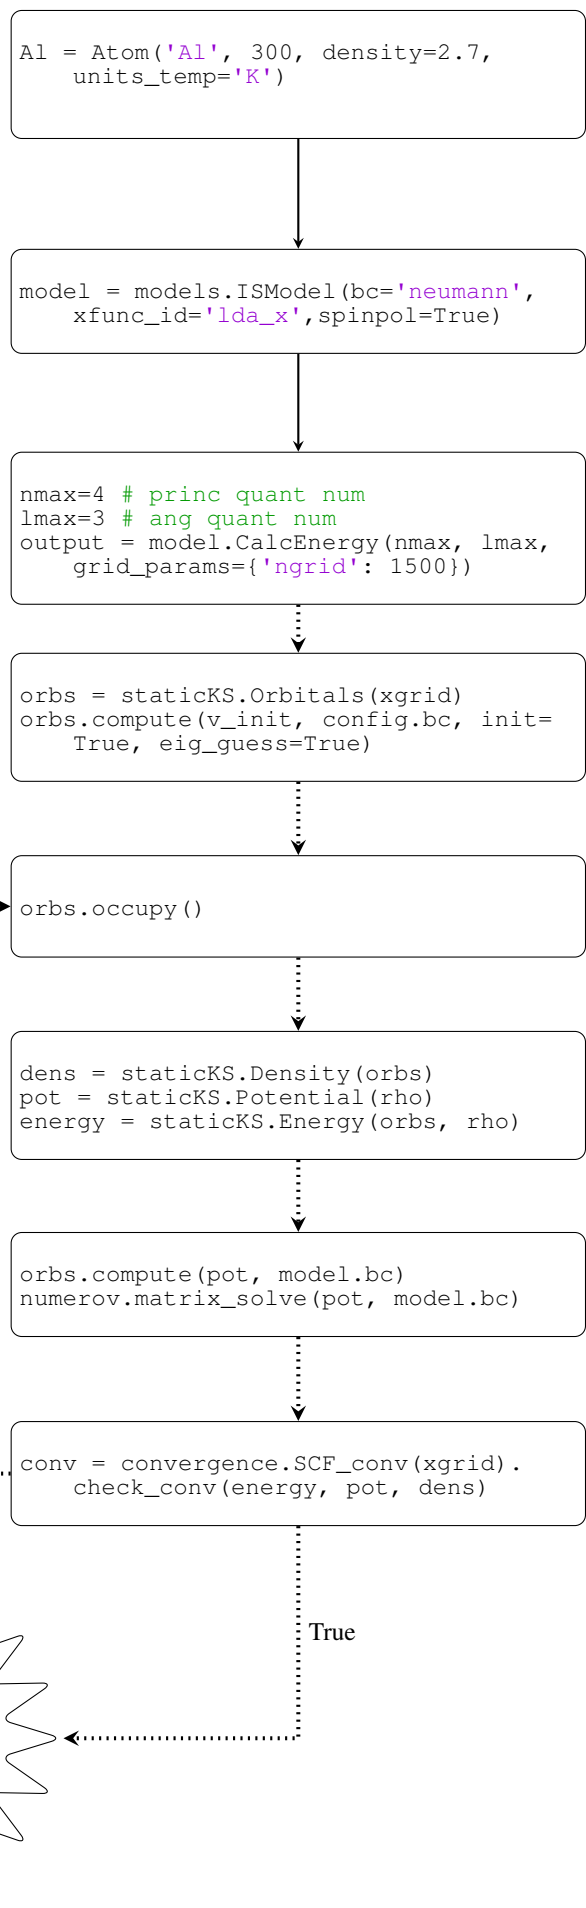 Al = Atom('Al', 300, density=2.7,
units_temp='K')
model = models.ISModel(bc='neumann',
xfunc_id='lda_x',spinpol=True)
nmax=4 # princ quant num
lmax=3 # ang quant num
output = model.CalcEnergy(nmax, lmax,
grid_params={'ngrid': 1500})
orbs = staticKS.Orbitals(xgrid)
orbs.compute(v_init, config.bc, init=
True, eig_guess=True)
orbs.occupy()
dens = staticKS.Density(orbs)
pot = staticKS.Potential(rho)
energy = staticKS.Energy(orbs, rho)
orbs.compute(pot, model.bc)
numerov.matrix_solve(pot, model.bc)
conv = convergence.SCF_conv(xgrid).
check_conv(energy, pot, dens)
True